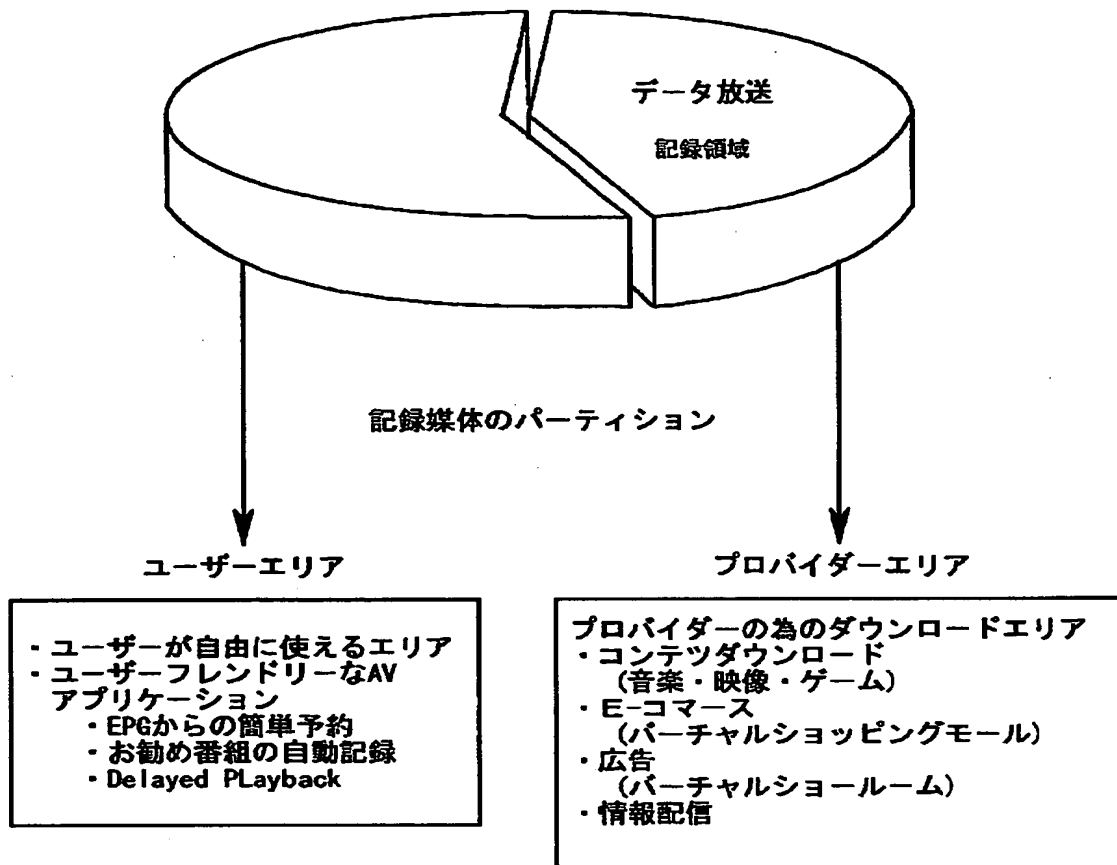 データ放送
記録領域
記録媒体のパーティション
ユーザーエリア
・ユーザーが自由に使えるエリア
・ユーザーフレンドリーなAV
アプリケーション
・EPGからの簡単予約
・お勧め番組の自動記録
・Delayed PLayback
プロバイダーエリア
プロバイダーの為のダウンロードエリア
・コンテツダウンロード
(音楽・映像・ゲーム)
・E-コマース
(バーチャルショッピングモール)
・広告
(バーチャルショールーム)
・情報配信